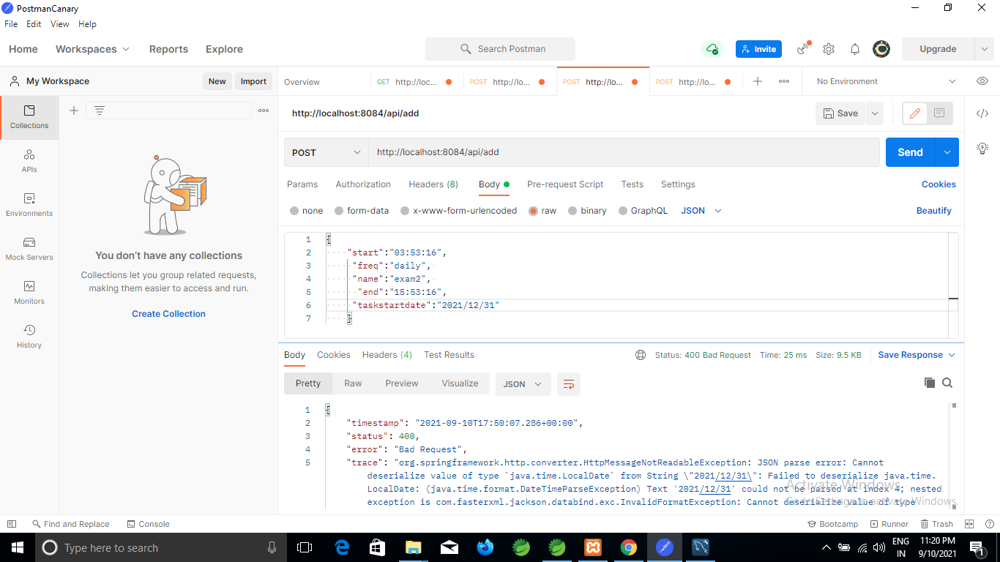 PostmanCanary
File Edit View Help
Home Workspaces Reports Explore Search Postman Invite Upgrade
My Workspace New Import
Overview GET http://loc... POST http://lo... POST http://lo... POST http://lo... No Environment
Collections
APIs
Environments
Mock Servers
Monitors
History
You don't have any collections
Collections let you group related requests,
making them easier to access and run.
Create Collection
http://localhost:8084/api/add Save
POST http://localhost:8084/api/add Send
Params Authorization Headers (8) Body Pre-request Script Tests Settings Cookies
none form-data x-www-form-urlencoded raw binary GraphQL JSON Beautify
1 {
2 "start":"03:53:16",
3 "freq":"daily",
4 "name":"exam2",
5 "end":"15:53:16",
6 "taskstartdate":"2021/12/31"
7 }
Body Cookies Headers (4) Test Results Status: 400 Bad Request Time: 25 ms Size: 9.5 KB Save Response
Pretty Raw Preview Visualize JSON
1 {
2 "timestamp": "2021-09-10T17:50:07.286+00:00",
3 "status": 400,
4 "error": "Bad Request",
5 "trace": "org.springframework.http.converter.HttpMessageNotReadableException: JSON parse error: Cannot
deserialize value of type `java.time.LocalDate` from String \"2021/12/31\": Failed to deserialize java.time.
LocalDate: (java.time.format.DateTimeParseException) Text '2021/12/31' could not be parsed at index 4; nested
exception is com.fasterxml.jackson.databind.exc.InvalidFormatException: Cannot deserialize value of type
Activate Windows
Go to Settings to activate Windows.
Find and Replace Console Bootcamp Runner Trash
Type here to search
ENG
IN
11:20 PM
9/10/2021
1